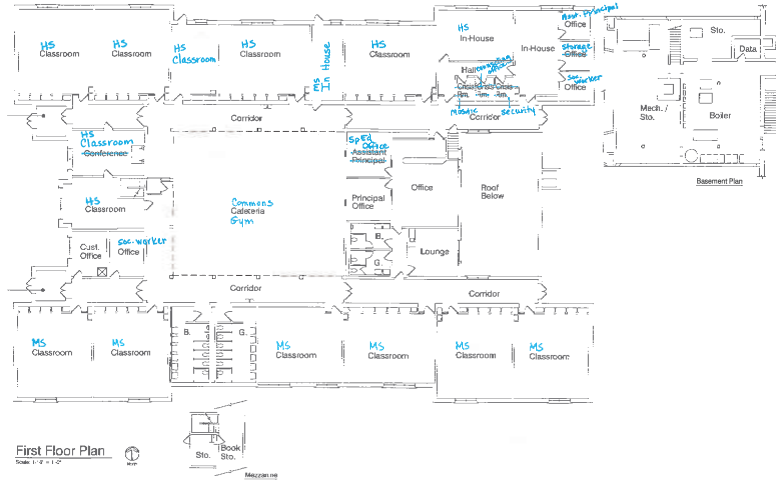 HS
Classroom
HS
Classroom
HS
Classroom
HS
Classroom
MS
In House
HS
Classroom
HS
In-House
In-House
Asst. Principal
Office
Storage
Office
Soc. Worker
Office
Hall
Mosaic
Security
Sto.
Data
Mech./
Sto.
Boiler
Basement Plan
Corridor
Corridor
HS
Classroom
Conference
HS
Classroom
Cust.
Office
Soc. Worker
Office
Commons
Cafeteria
Gym
SpEd
Office
Assistant
Principal
Principal
Office
Office
Roof
Below
B.
G.
Lounge
Corridor
Corridor
MS
Classroom
MS
Classroom
B.
G.
MS
Classroom
MS
Classroom
MS
Classroom
MS
Classroom
Sto.
Book
Sto.
Mezzanine
First Floor Plan